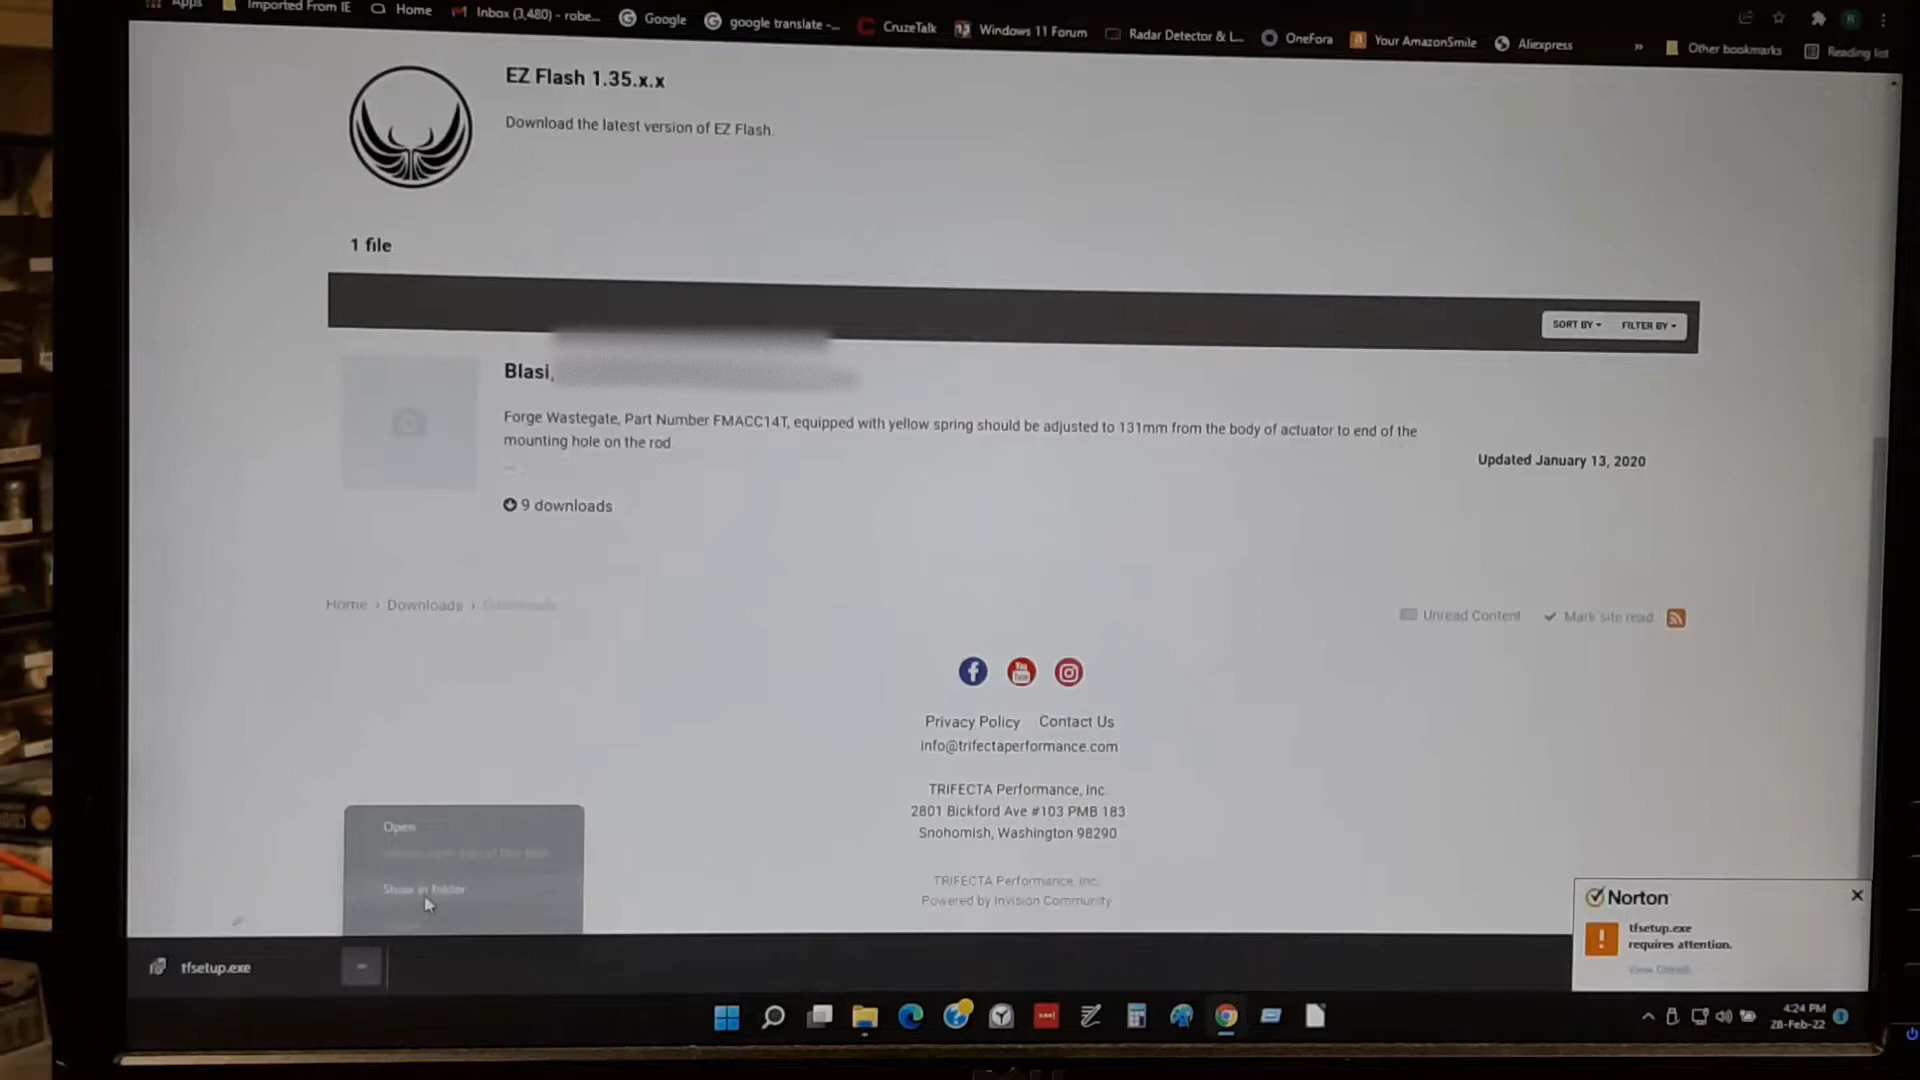 Apps
Imported From IE
Home
Inbox (3,480) - robe...
Google
google translate -...
CruzeTalk
Windows 11 Forum
Radar Detector & L...
OneFora
Your AmazonSmile
Aliexpress
»
Other bookmarks
Reading list
EZ Flash 1.35.x.x
Download the latest version of EZ Flash.
1 file
SORT BY
FILTER BY
Blasi,
Forge Wastegate, Part Number FMACC14T, equipped with yellow spring should be adjusted to 131mm from the body of actuator to end of the
mounting hole on the rod
Updated January 13, 2020
9 downloads
Home › Downloads ›
Unread Content
Mark site read
Privacy Policy Contact Us
info@trifectaperformance.com
TRIFECTA Performance, Inc.
2801 Bickford Ave #103 PMB 183
Snohomish, Washington 98290
TRIFECTA Performance, Inc.
Powered by Invision Community
Open
Show in folder
Norton
tfsetup.exe
requires attention.
View Details
tfsetup.exe
4:24 PM
28-Feb-22